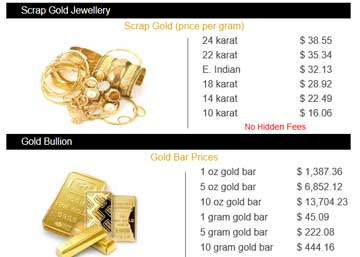 Scrap Gold Jewellery
Scrap Gold (price per gram)
24 karat $ 38.55
22 karat $ 35.34
E. Indian $ 32.13
18 karat $ 28.92
14 karat $ 22.49
10 karat $ 16.06
No Hidden Fees
Gold Bullion
Gold Bar Prices
1 oz gold bar $ 1,387.36
5 oz gold bar $ 6,852.12
10 oz gold bar $ 13,704.23
1 gram gold bar $ 45.09
5 gram gold bar $ 222.08
10 gram gold bar $ 444.16